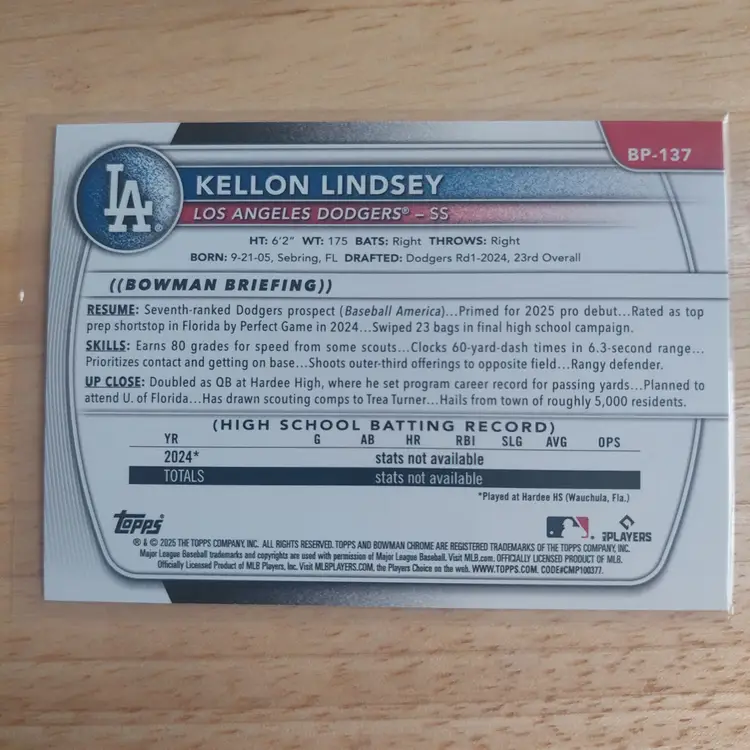 BP-137
LA®
KELLON LINDSEY
LOS ANGELES DODGERS® – SS
HT: 6'2" WT: 175 BATS: Right THROWS: Right
BORN: 9-21-05, Sebring, FL DRAFTED: Dodgers Rd1-2024, 23rd Overall
((BOWMAN BRIEFING))
RESUME: Seventh-ranked Dodgers prospect (Baseball America)...Primed for 2025 pro debut...Rated as top
prep shortstop in Florida by Perfect Game in 2024...Swiped 23 bags in final high school campaign.
SKILLS: Earns 80 grades for speed from some scouts...Clocks 60-yard-dash times in 6.3-second range...
Prioritizes contact and getting on base...Shoots outer-third offerings to opposite field...Rangy defender.
UP CLOSE: Doubled as QB at Hardee High, where he set program career record for passing yards...Planned to
attend U. of Florida...Has drawn scouting comps to Trea Turner...Hails from town of roughly 5,000 residents.
(HIGH SCHOOL BATTING RECORD)
YR G AB HR RBI SLG AVG OPS
2024* stats not available
TOTALS stats not available
*Played at Hardee HS (Wauchula, Fla.)
Topps
PLAYERS
® & © 2025 THE TOPPS COMPANY, INC. ALL RIGHTS RESERVED. TOPPS AND BOWMAN CHROME ARE REGISTERED TRADEMARKS OF THE TOPPS COMPANY, INC.
Major League Baseball trademarks and copyrights are used with permission of Major League Baseball. Visit MLB.com. OFFICIALLY LICENSED PRODUCT OF MLB.
Officially Licensed Product of MLB Players, Inc. Visit MLBPLAYERS.COM, the Players Choice on the web. WWW.TOPPS.COM. CODE#CMP100377.